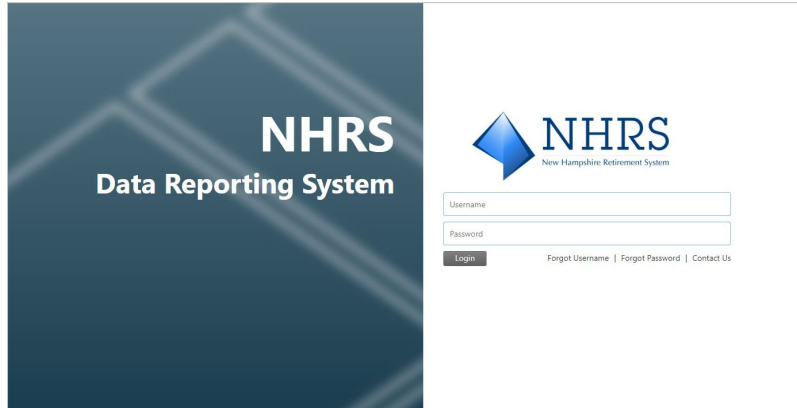 NHRS
Data Reporting System
NHRS
New Hampshire Retirement System
Username
Password
Login
Forgot Username | Forgot Password | Contact Us